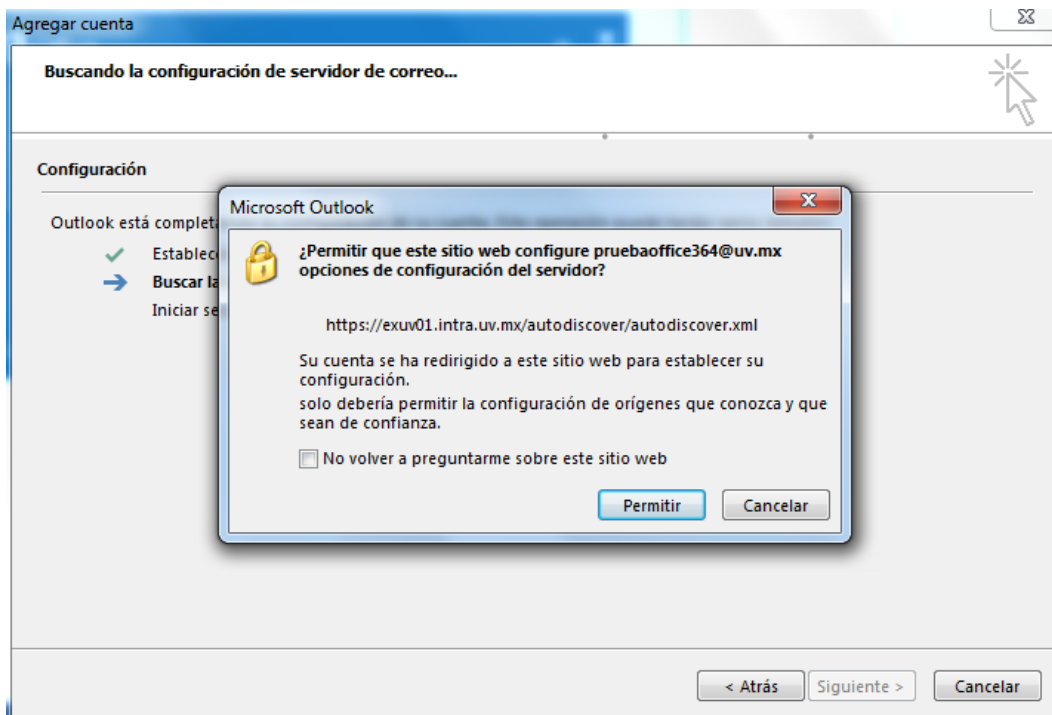 Agregar cuenta
Buscando la configuración de servidor de correo...
Configuración
Outlook está complet
Establec
Buscar la
Iniciar se
Microsoft Outlook
¿Permitir que este sitio web configure pruebaoffice364@uv.mx
opciones de configuración del servidor?
https://exuv01.intra.uv.mx/autodiscover/autodiscover.xml
Su cuenta se ha redirigido a este sitio web para establecer su
configuración.
solo debería permitir la configuración de orígenes que conozca y que
sean de confianza.
No volver a preguntarme sobre este sitio web
Permitir
Cancelar
< Atrás
Siguiente >
Cancelar